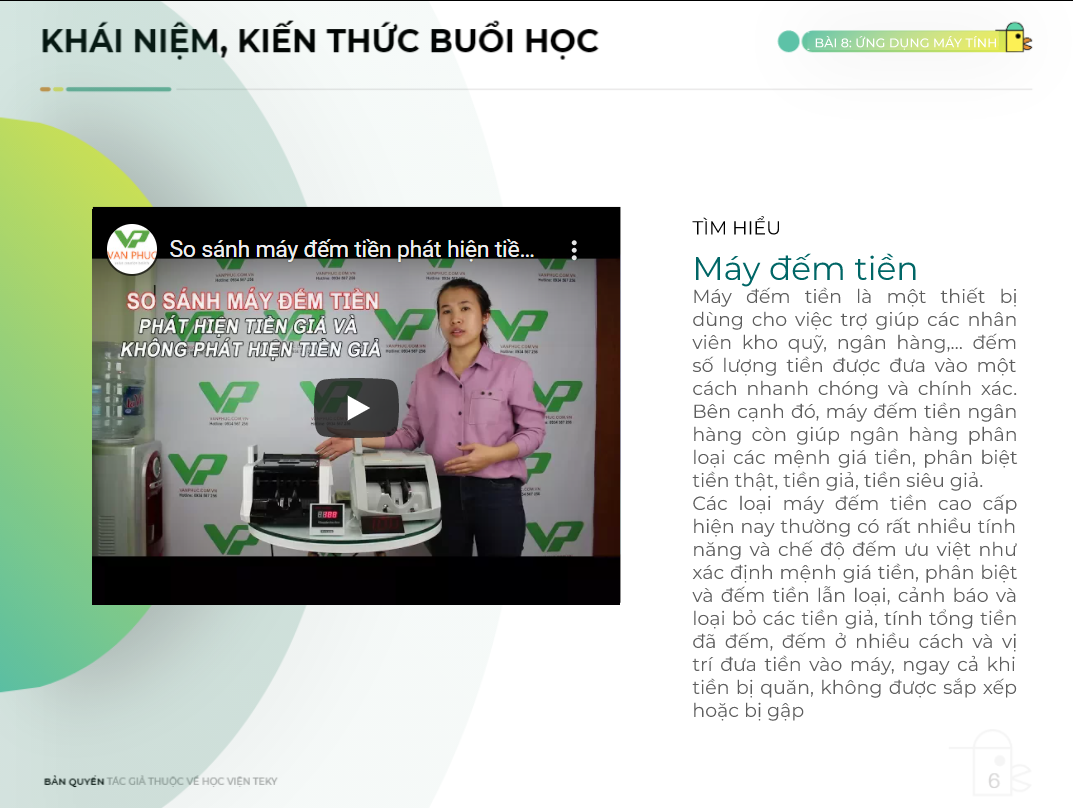 KHÁI NIỆM, KIẾN THỨC BUỔI HỌC
BÀI 8: ỨNG DỤNG MÁY TÍNH
VẠN PHÚC
So sánh máy đếm tiền phát hiện tiề...
SO SÁNH MÁY ĐẾM TIỀN
PHÁT HIỆN TIỀN GIẢ VÀ
KHÔNG PHÁT HIỆN TIỀN GIẢ
TÌM HIỂU
Máy đếm tiền
Máy đếm tiền là một thiết bị
dùng cho việc trợ giúp các nhân
viên kho quỹ, ngân hàng,... đếm
số lượng tiền được đưa vào một
cách nhanh chóng và chính xác.
Bên cạnh đó, máy đếm tiền ngân
hàng còn giúp ngân hàng phân
loại các mệnh giá tiền, phân biệt
tiền thật, tiền giả, tiền siêu giả.
Các loại máy đếm tiền cao cấp
hiện nay thường có rất nhiều tính
năng và chế độ đếm ưu việt như
xác định mệnh giá tiền, phân biệt
và đếm tiền lẫn loại, cảnh báo và
loại bỏ các tiền giả, tính tổng tiền
đã đếm, đếm ở nhiều cách và vị
trí đưa tiền vào máy, ngay cả khi
tiền bị quăn, không được sắp xếp
hoặc bị gập
BẢN QUYỀN TÁC GIẢ THUỘC VỀ HỌC VIỆN TEKY
6